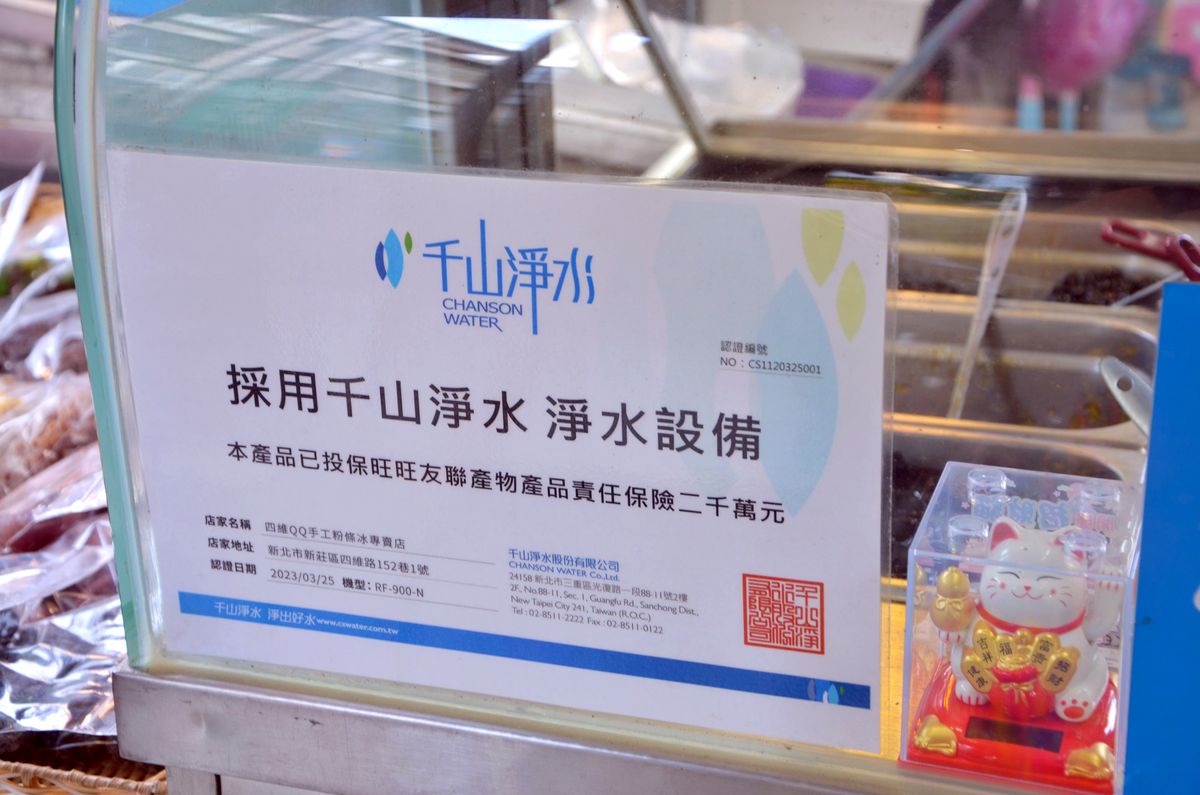 千山淨水
CHANSON
WATER
認證編號
NO：CS1120325001
採用千山淨水 淨水設備
本產品已投保旺旺友聯產物產品責任保險二千萬元
店家名稱 四維QQ手工粉條冰專賣店
店家地址 新北市新莊區四維路152巷1號
認證日期 2023/03/25 機型：RF-900-N
千山淨水股份有限公司
CHANSON WATER Co.,Ltd.
24158 新北市三重區光復路一段88-11號2樓
2F., No.88-11, Sec. 1, Guangfu Rd., Sanchong Dist.,
New Taipei City 241, Taiwan (R.O.C.)
Tel : 02-8511-2222 Fax : 02-8511-0122
千山淨水 淨出好水 www.cswater.com.tw
吉祥
福
富貴